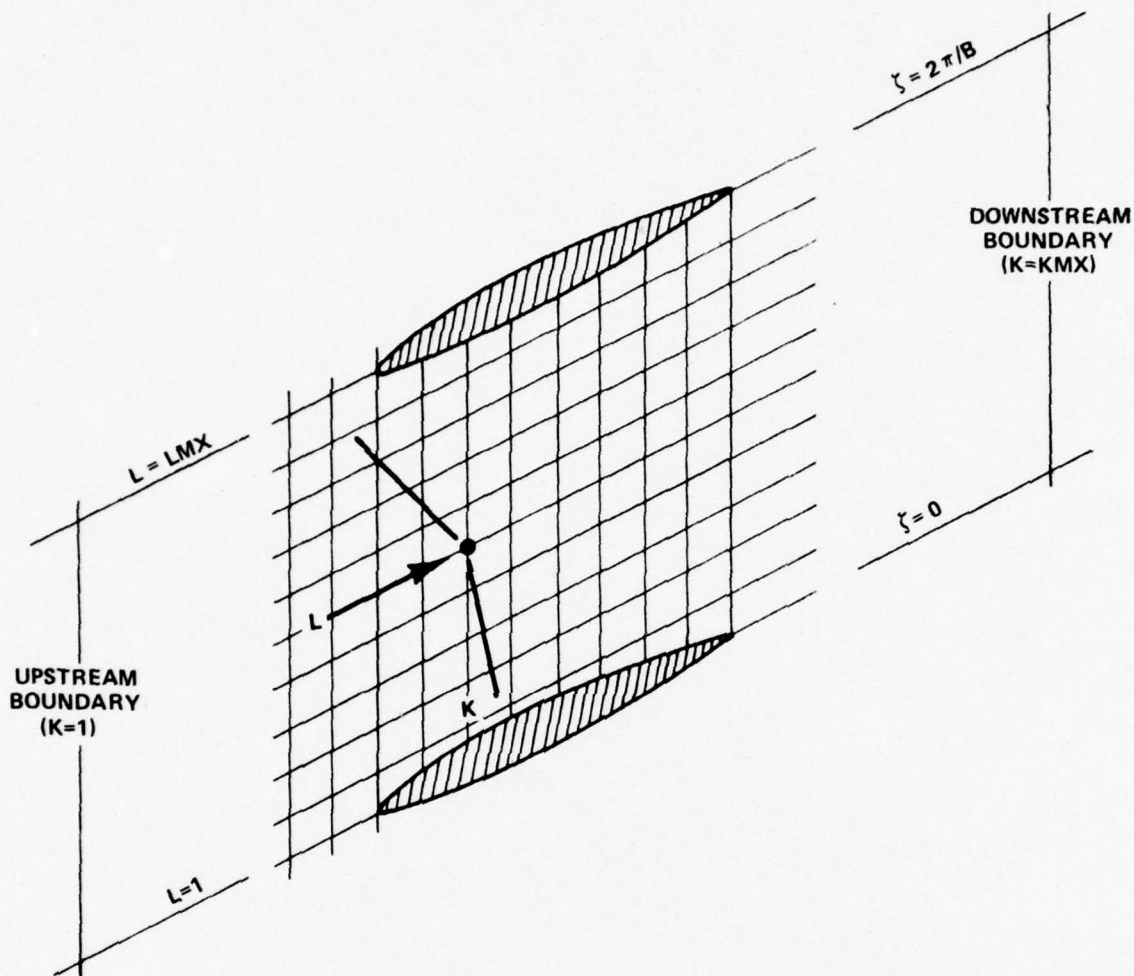 ζ = 2π/B
DOWNSTREAM
BOUNDARY
(K=KMX)
L = LMX
ζ = 0
L
UPSTREAM
BOUNDARY
(K=1)
K
L=1